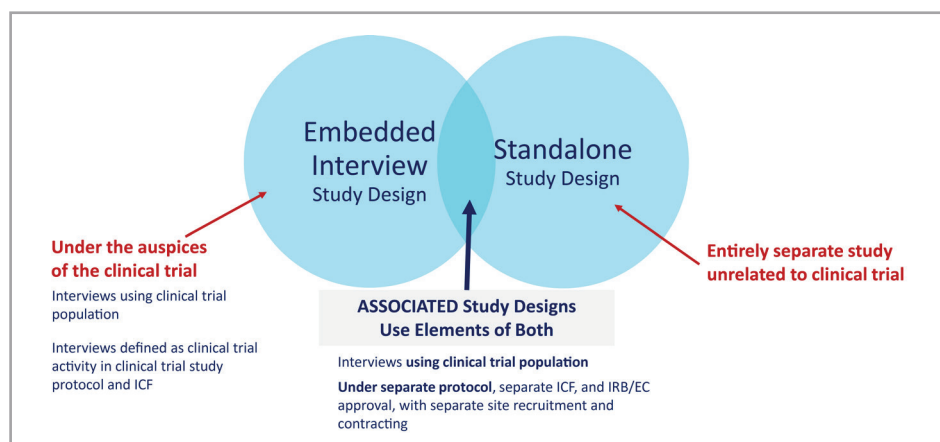 Embedded
Interview
Study Design
Standalone
Study Design
Under the auspices
of the clinical trial
Interviews using clinical trial
population
Interviews defined as clinical trial
activity in clinical trial study
protocol and ICF
ASSOCIATED Study Designs
Use Elements of Both
Interviews using clinical trial population
Under separate protocol, separate ICF, and IRB/EC
approval, with separate site recruitment and
contracting
Entirely separate study
unrelated to clinical trial